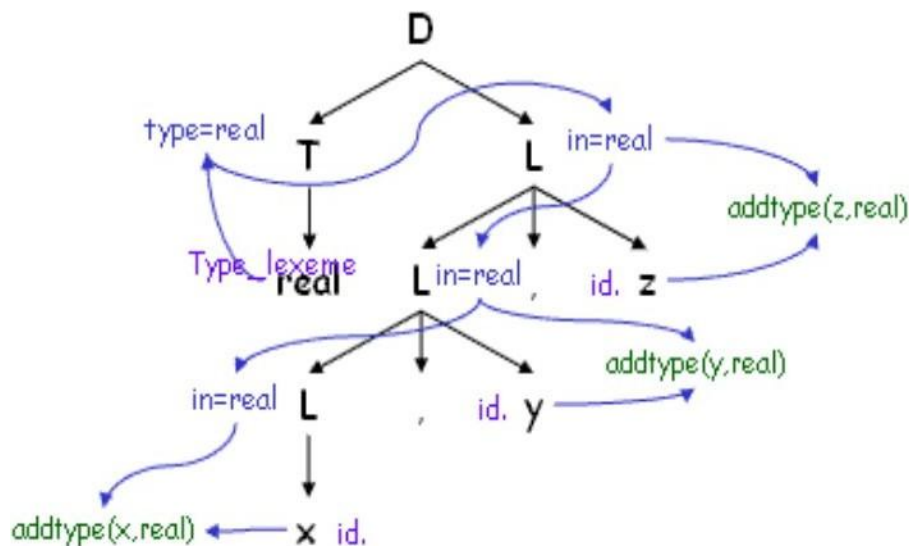 D
type=real
T
L
in=real
addtype(z,real)
Type_lexeme
real
L
in=real
,
id. z
addtype(y,real)
in=real
L
,
id. y
addtype(x,real)
x id.